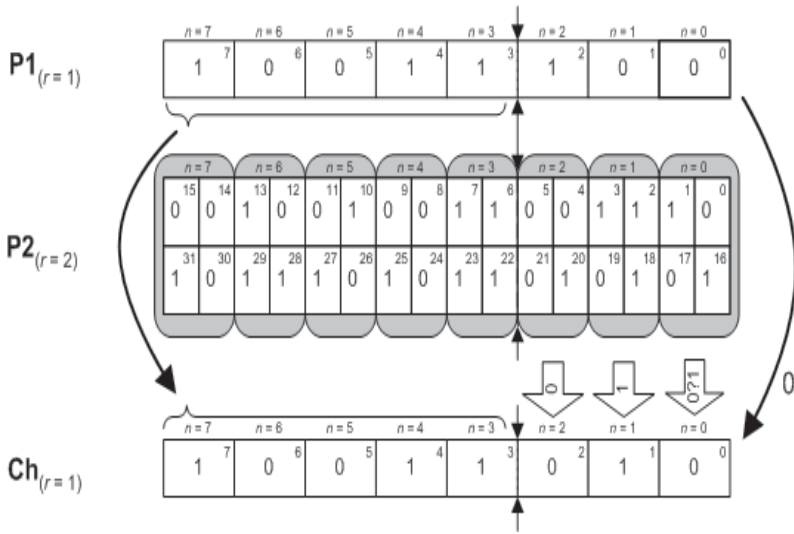 n = 7 n = 6 n = 5 n = 4 n = 3 n = 2 n = 1 n = 0
P1(r = 1) 1 7 0 6 0 5 1 4 1 3 1 2 0 1 0 0
n = 7 n = 6 n = 5 n = 4 n = 3 n = 2 n = 1 n = 0
0 15 0 14 1 13 0 12 0 11 1 10 0 9 0 8 1 7 1 6 0 5 0 4 1 3 1 2 1 1 0 0
P2(r = 2)
1 31 0 30 1 29 1 28 1 27 0 26 1 25 0 24 1 23 1 22 0 21 1 20 0 19 1 18 0 17 1 16
0 1 0?1 0
n = 7 n = 6 n = 5 n = 4 n = 3 n = 2 n = 1 n = 0
Ch(r = 1) 1 7 0 6 0 5 1 4 1 3 0 2 1 1 0 0